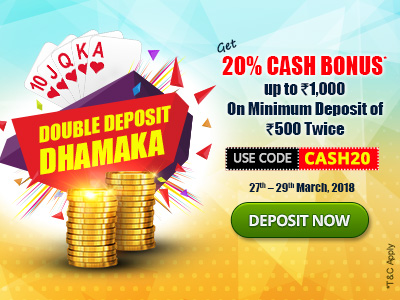 10 J Q K A
DOUBLE DEPOSIT
DHAMAKA
Get
20% CASH BONUS*
up to ₹1,000
On Minimum Deposit of
₹500 Twice
USE CODE CASH20
27th – 29th March, 2018
DEPOSIT NOW
*T&C Apply